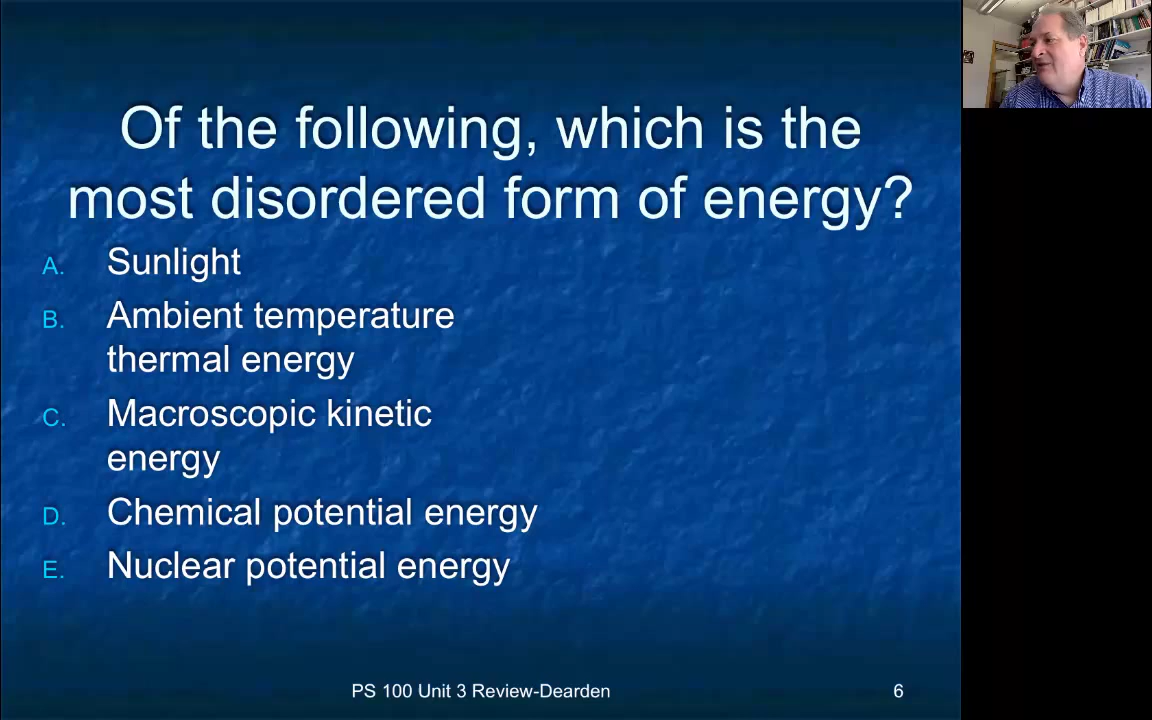 Of the following, which is the
most disordered form of energy?
A. Sunlight
B. Ambient temperature
thermal energy
C. Macroscopic kinetic
energy
D. Chemical potential energy
E. Nuclear potential energy
PS 100 Unit 3 Review-Dearden 6